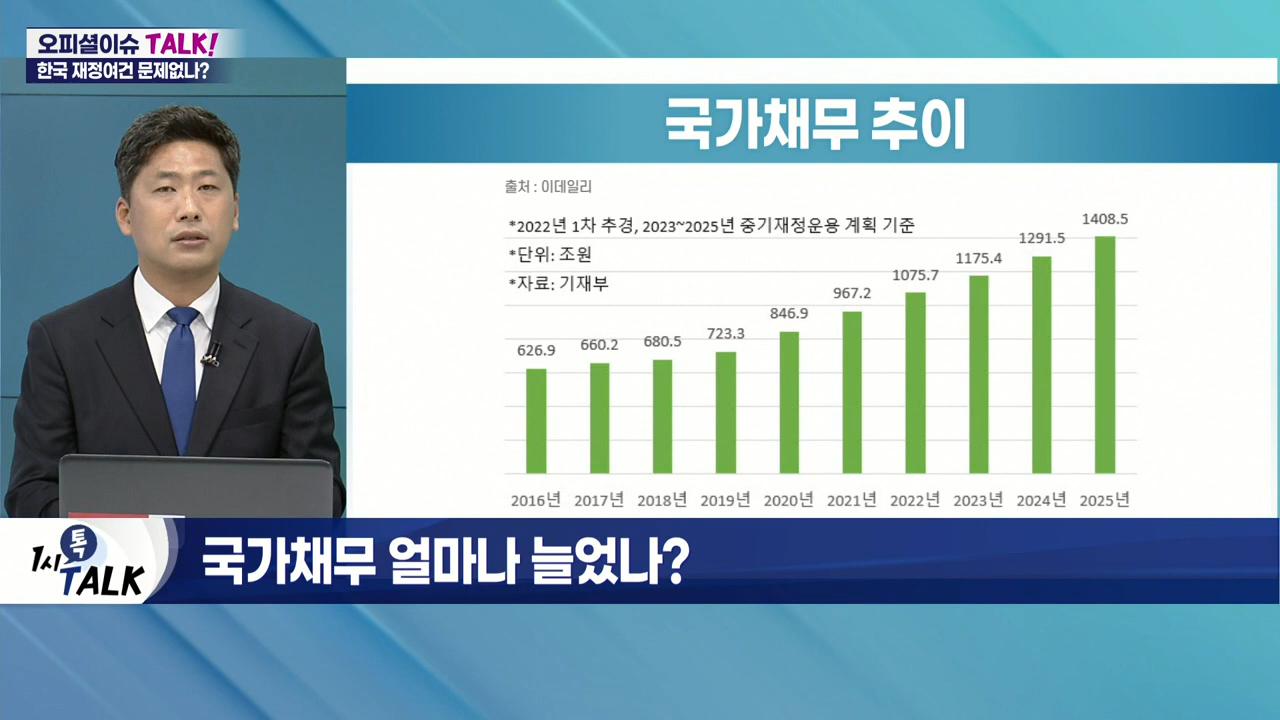 오피셜이슈 TALK!
한국 재정여건 문제없나?
국가채무 추이
출처 : 이데일리
*2022년 1차 추경, 2023~2025년 중기재정운용 계획 기준
*단위: 조원
*자료: 기재부
626.9
660.2
680.5
723.3
846.9
967.2
1075.7
1175.4
1291.5
1408.5
2016년 2017년 2018년 2019년 2020년 2021년 2022년 2023년 2024년 2025년
1시 톡 TALK
국가채무 얼마나 늘었나?